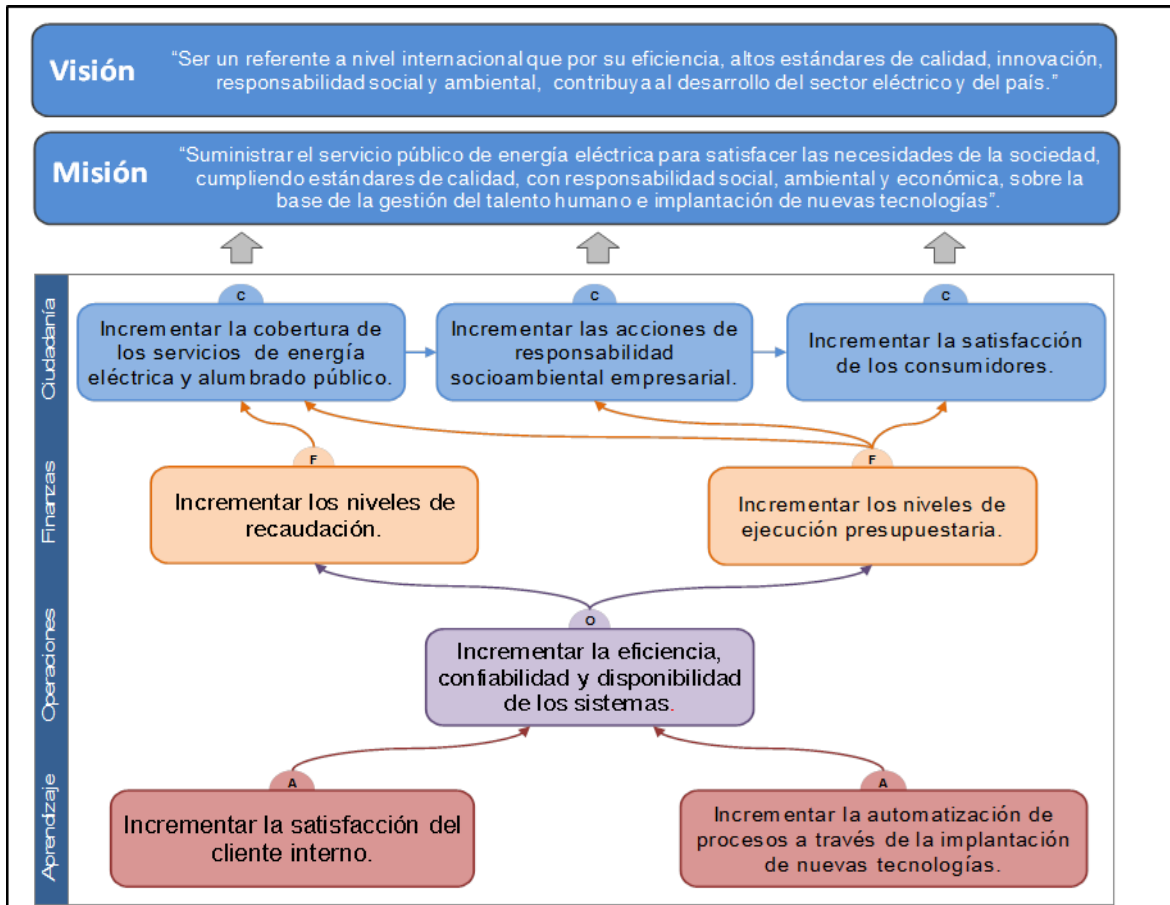 Visión
“Ser un referente a nivel internacional que por su eficiencia, altos estándares de calidad, innovación,
responsabilidad social y ambiental, contribuya al desarrollo del sector eléctrico y del país.”
Misión
“Suministrar el servicio público de energía eléctrica para satisfacer las necesidades de la sociedad,
cumpliendo estándares de calidad, con responsabilidad social, ambiental y económica, sobre la
base de la gestión del talento humano e implantación de nuevas tecnologías”.
Ciudadanía
C
Incrementar la cobertura de
los servicios de energía
eléctrica y alumbrado público.
C
Incrementar las acciones de
responsabilidad
socioambiental empresarial.
C
Incrementar la satisfacción
de los consumidores.
Finanzas
F
Incrementar los niveles de
recaudación.
F
Incrementar los niveles de
ejecución presupuestaria.
Operaciones
O
Incrementar la eficiencia,
confiabilidad y disponibilidad
de los sistemas.
Aprendizaje
A
Incrementar la satisfacción del
cliente interno.
A
Incrementar la automatización de
procesos a través de la implantación
de nuevas tecnologías.